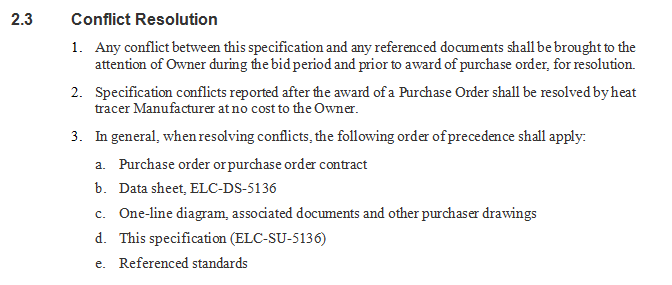 2.3 Conflict Resolution
1. Any conflict between this specification and any referenced documents shall be brought to the
attention of Owner during the bid period and prior to award of purchase order, for resolution.
2. Specification conflicts reported after the award of a Purchase Order shall be resolved by heat
tracer Manufacturer at no cost to the Owner.
3. In general, when resolving conflicts, the following order of precedence shall apply:
a. Purchase order or purchase order contract
b. Data sheet, ELC-DS-5136
c. One-line diagram, associated documents and other purchaser drawings
d. This specification (ELC-SU-5136)
e. Referenced standards